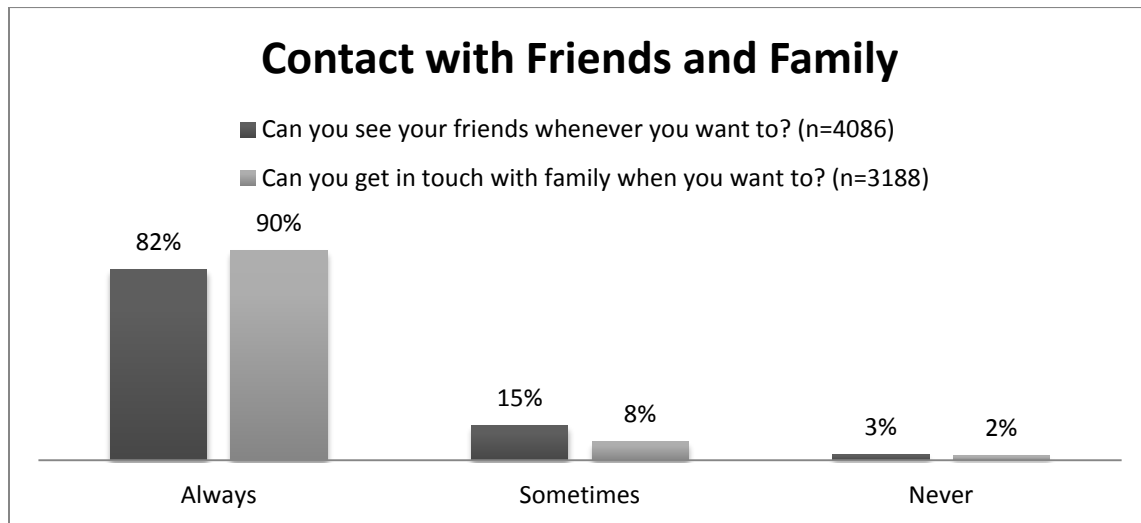 Contact with Friends and Family
Can you see your friends whenever you want to? (n=4086)
Can you get in touch with family when you want to? (n=3188)
82%
90%
15%
8%
3%
2%
Always
Sometimes
Never